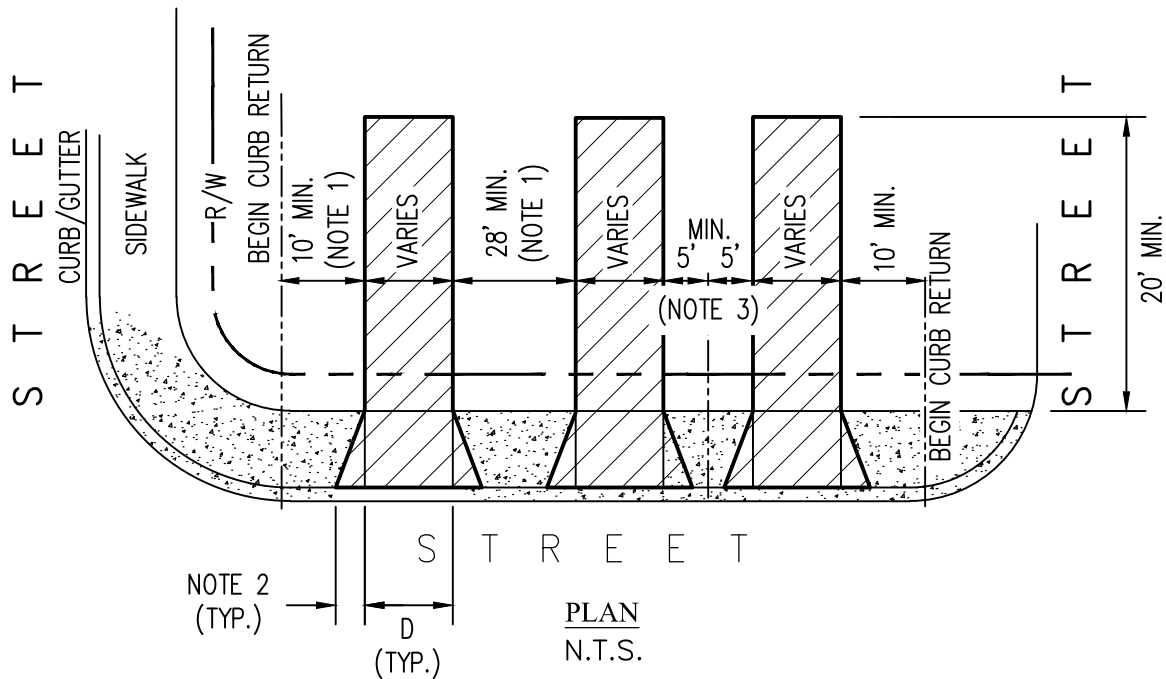 STREET
CURB/GUTTER
SIDEWALK
R/W
BEGIN CURB RETURN
10' MIN.
(NOTE 1)
VARIES
28' MIN.
(NOTE 1)
VARIES
MIN.
5' 5'
(NOTE 3)
VARIES
10' MIN.
BEGIN CURB RETURN
STREET
20' MIN.
STREET
NOTE 2
(TYP.)
D
(TYP.)
PLAN
N.T.S.